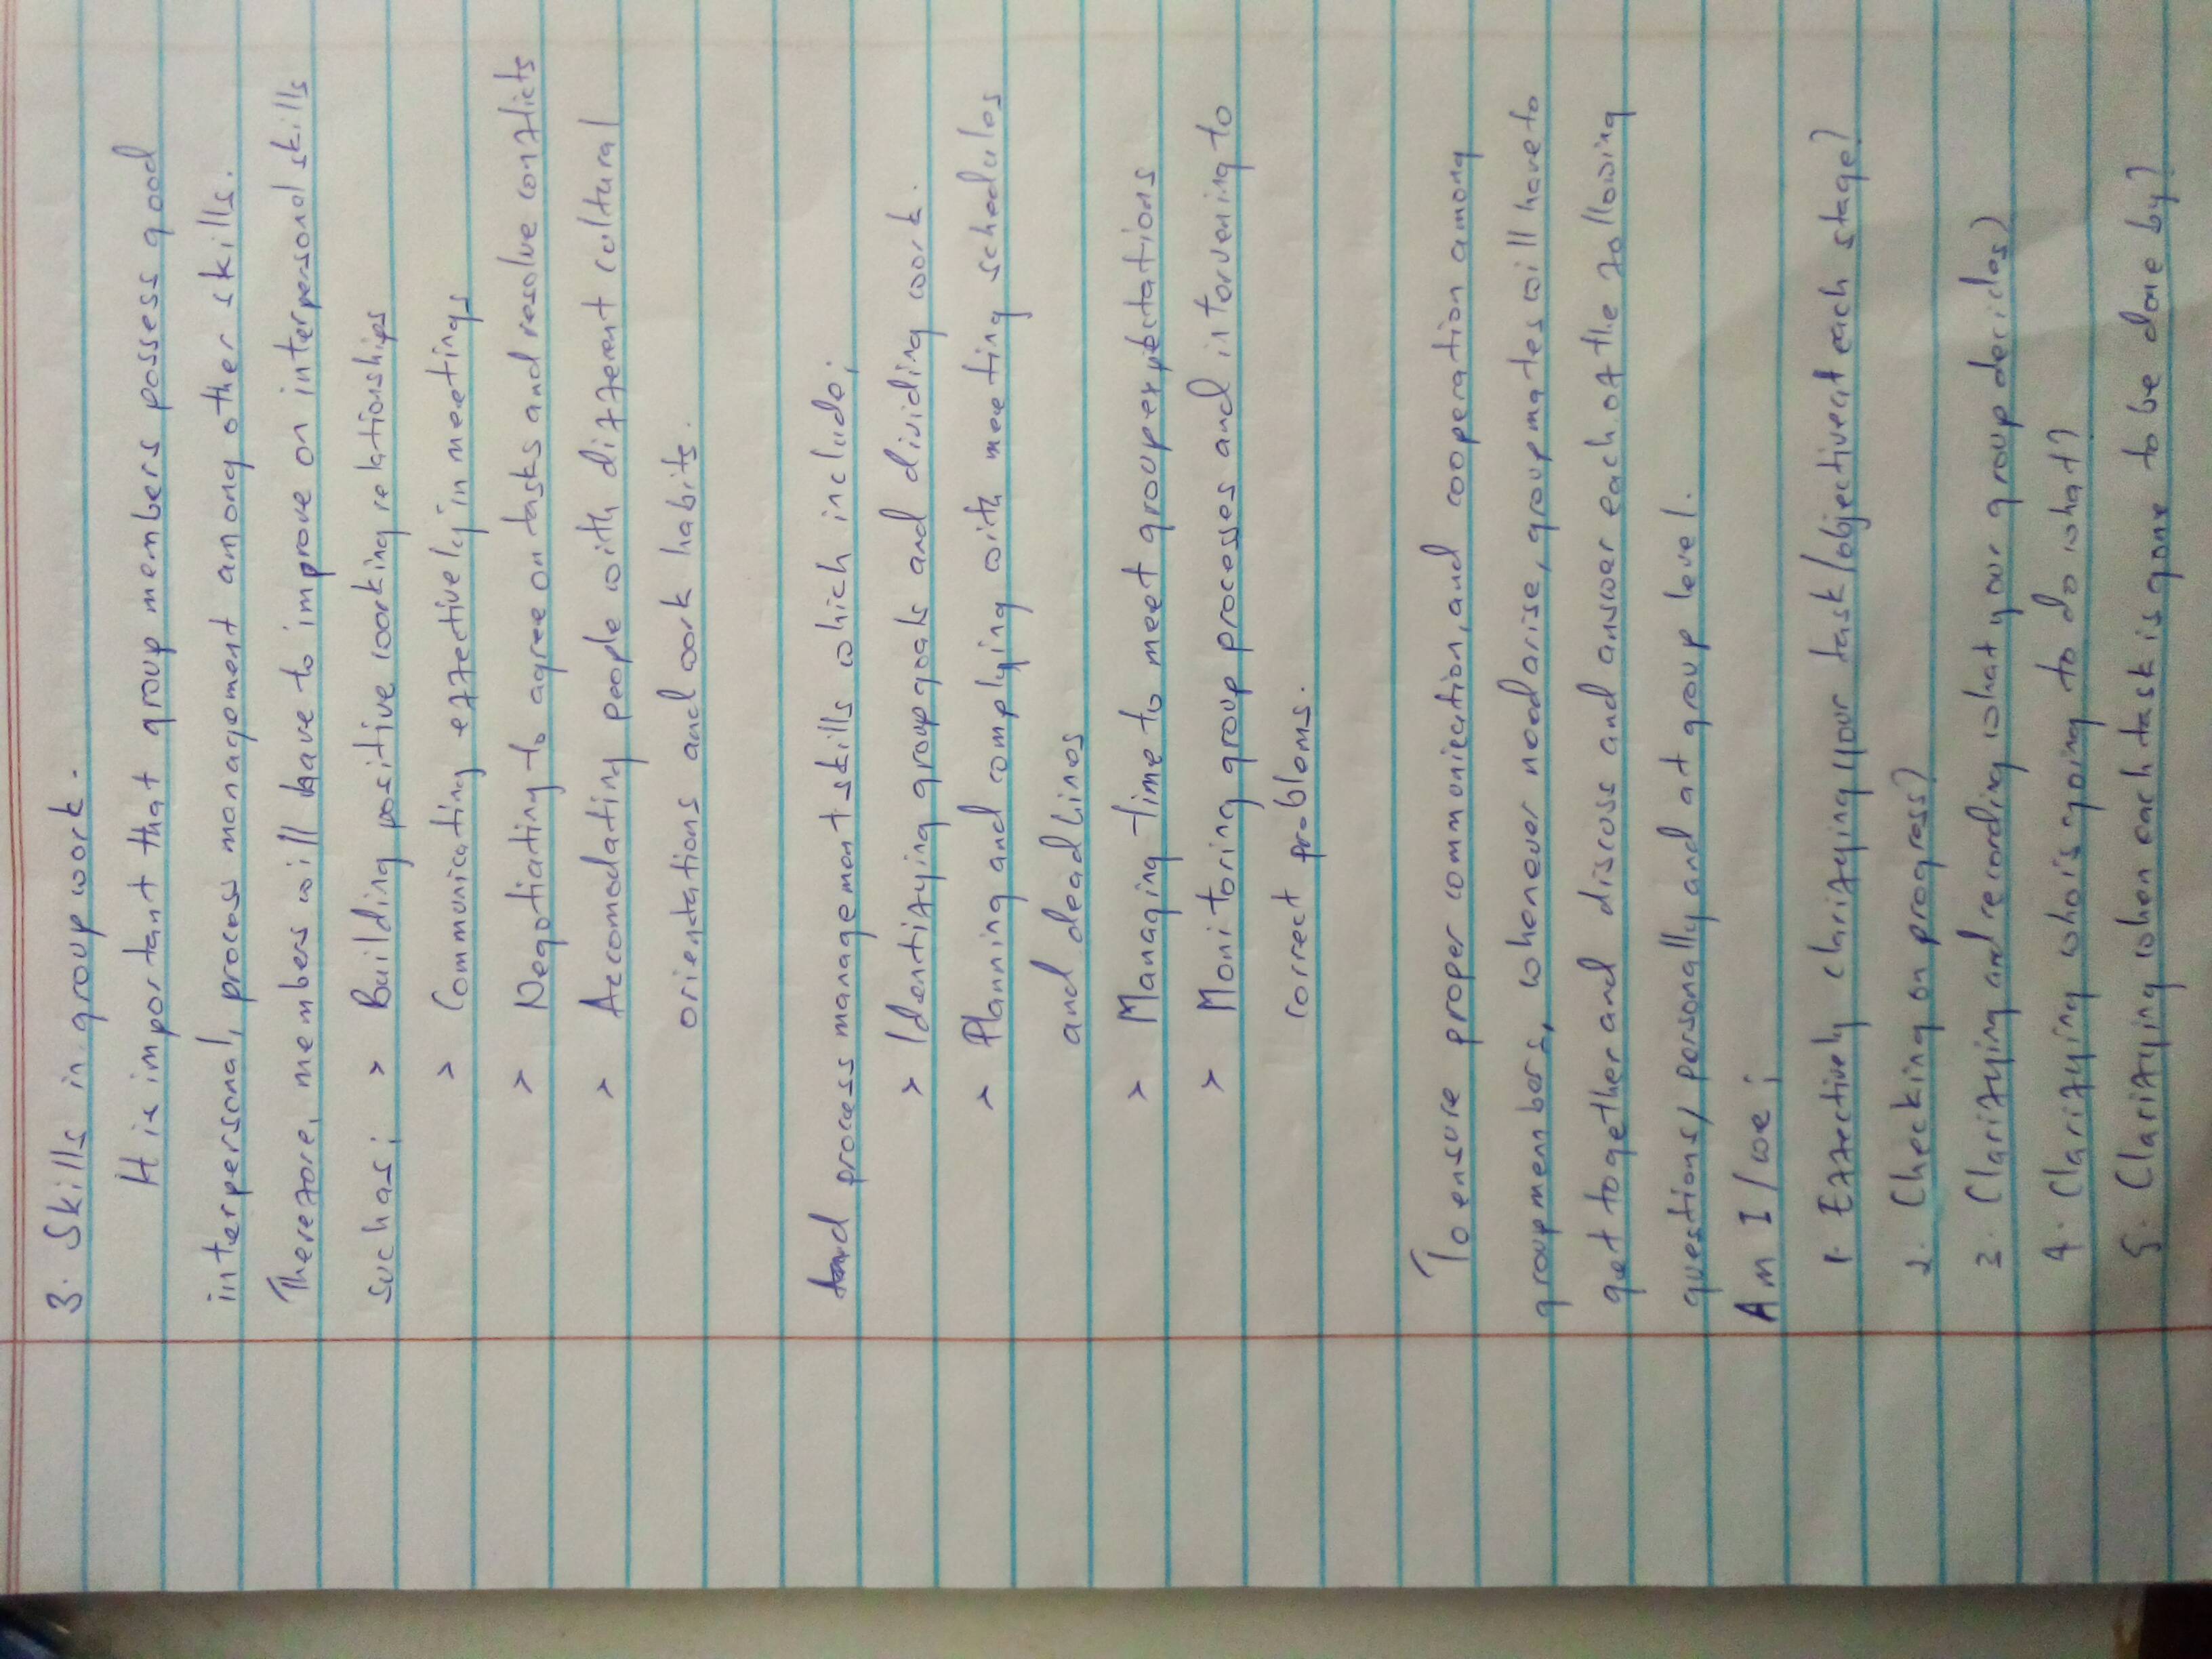 3. Skills in group work.
It is important that group members possess good
interpersonal, process management among other skills.
Therefore, members will have to improve on interpersonal skills
such as; > Building positive working relationships
> Communicating effectively in meetings
> Negotiating to agree on tasks and resolve conflicts
> Accomodating people with different cultural
orientations and work habits.
And process management skills which include;
> Identifying group goals and dividing work.
> Planning and complying with meeting schedules
and deadlines
> Managing time to meet group expectations
> Monitoring group processes and intervening to
correct problems.
To ensure proper communication, and cooperation among
group members, whenever need arise, group mates will have to
get together and discuss and answer each of the following
questions, personally and at group level.
Am I / we ;
1. Effectively clarifying your task/objective at each stage?
2. Checking on progress?
3. Clarifying and recording what your group decides?
4. Clarifying who is going to do what?
5. Clarifying when each task is gone to be done by?